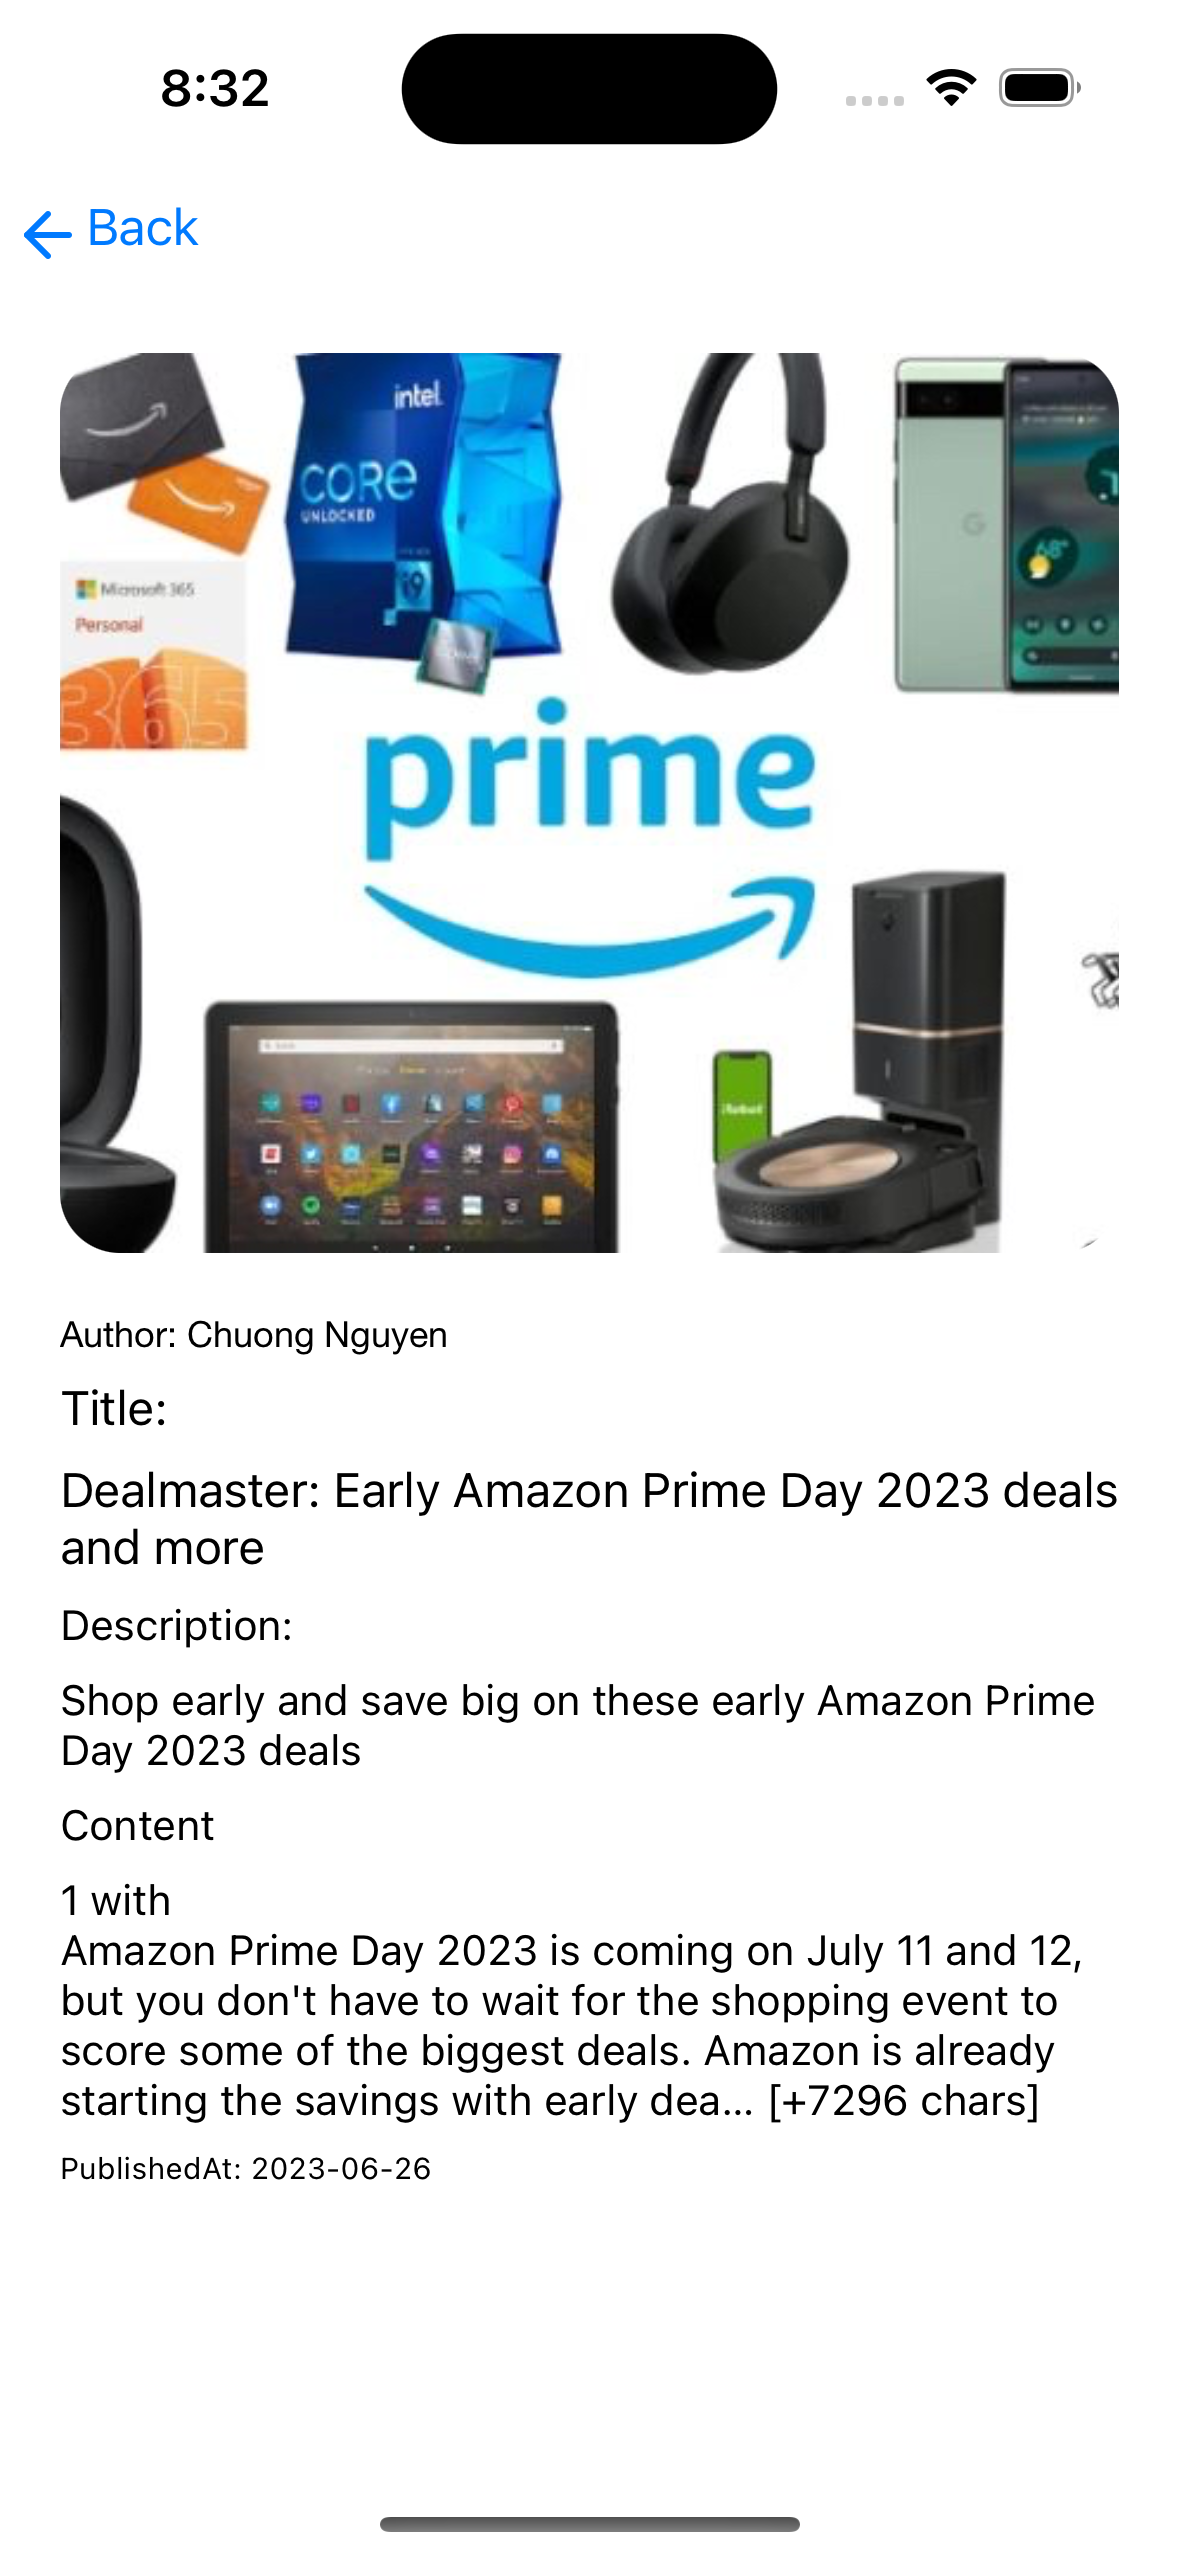 8:32
Back
intel
CORE
UNLOCKED
i9
Microsoft 365
Personal
365
G
68°
prime
iRobot
Author: Chuong Nguyen
Title:
Dealmaster: Early Amazon Prime Day 2023 deals
and more
Description:
Shop early and save big on these early Amazon Prime
Day 2023 deals
Content
1 with
Amazon Prime Day 2023 is coming on July 11 and 12,
but you don't have to wait for the shopping event to
score some of the biggest deals. Amazon is already
starting the savings with early dea… [+7296 chars]
PublishedAt: 2023-06-26